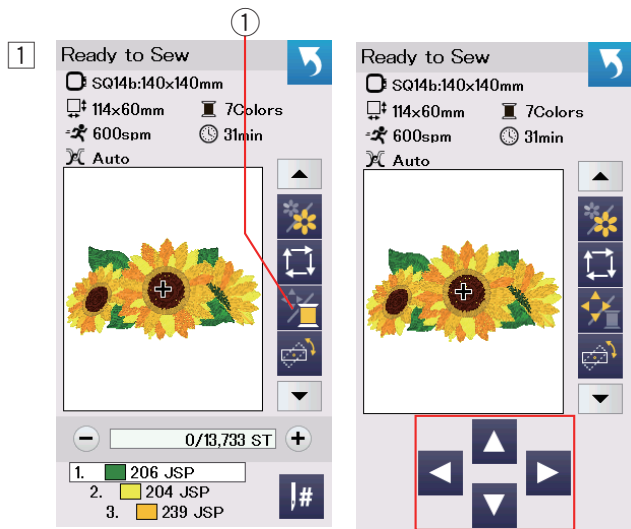 ①
1
Ready to Sew
SQ14b:140x140mm
114x60mm 7Colors
600spm 31min
Auto
0/13,733 ST
1. 206 JSP
2. 204 JSP
3. 239 JSP
#
Ready to Sew
SQ14b:140x140mm
114x60mm 7Colors
600spm 31min
Auto